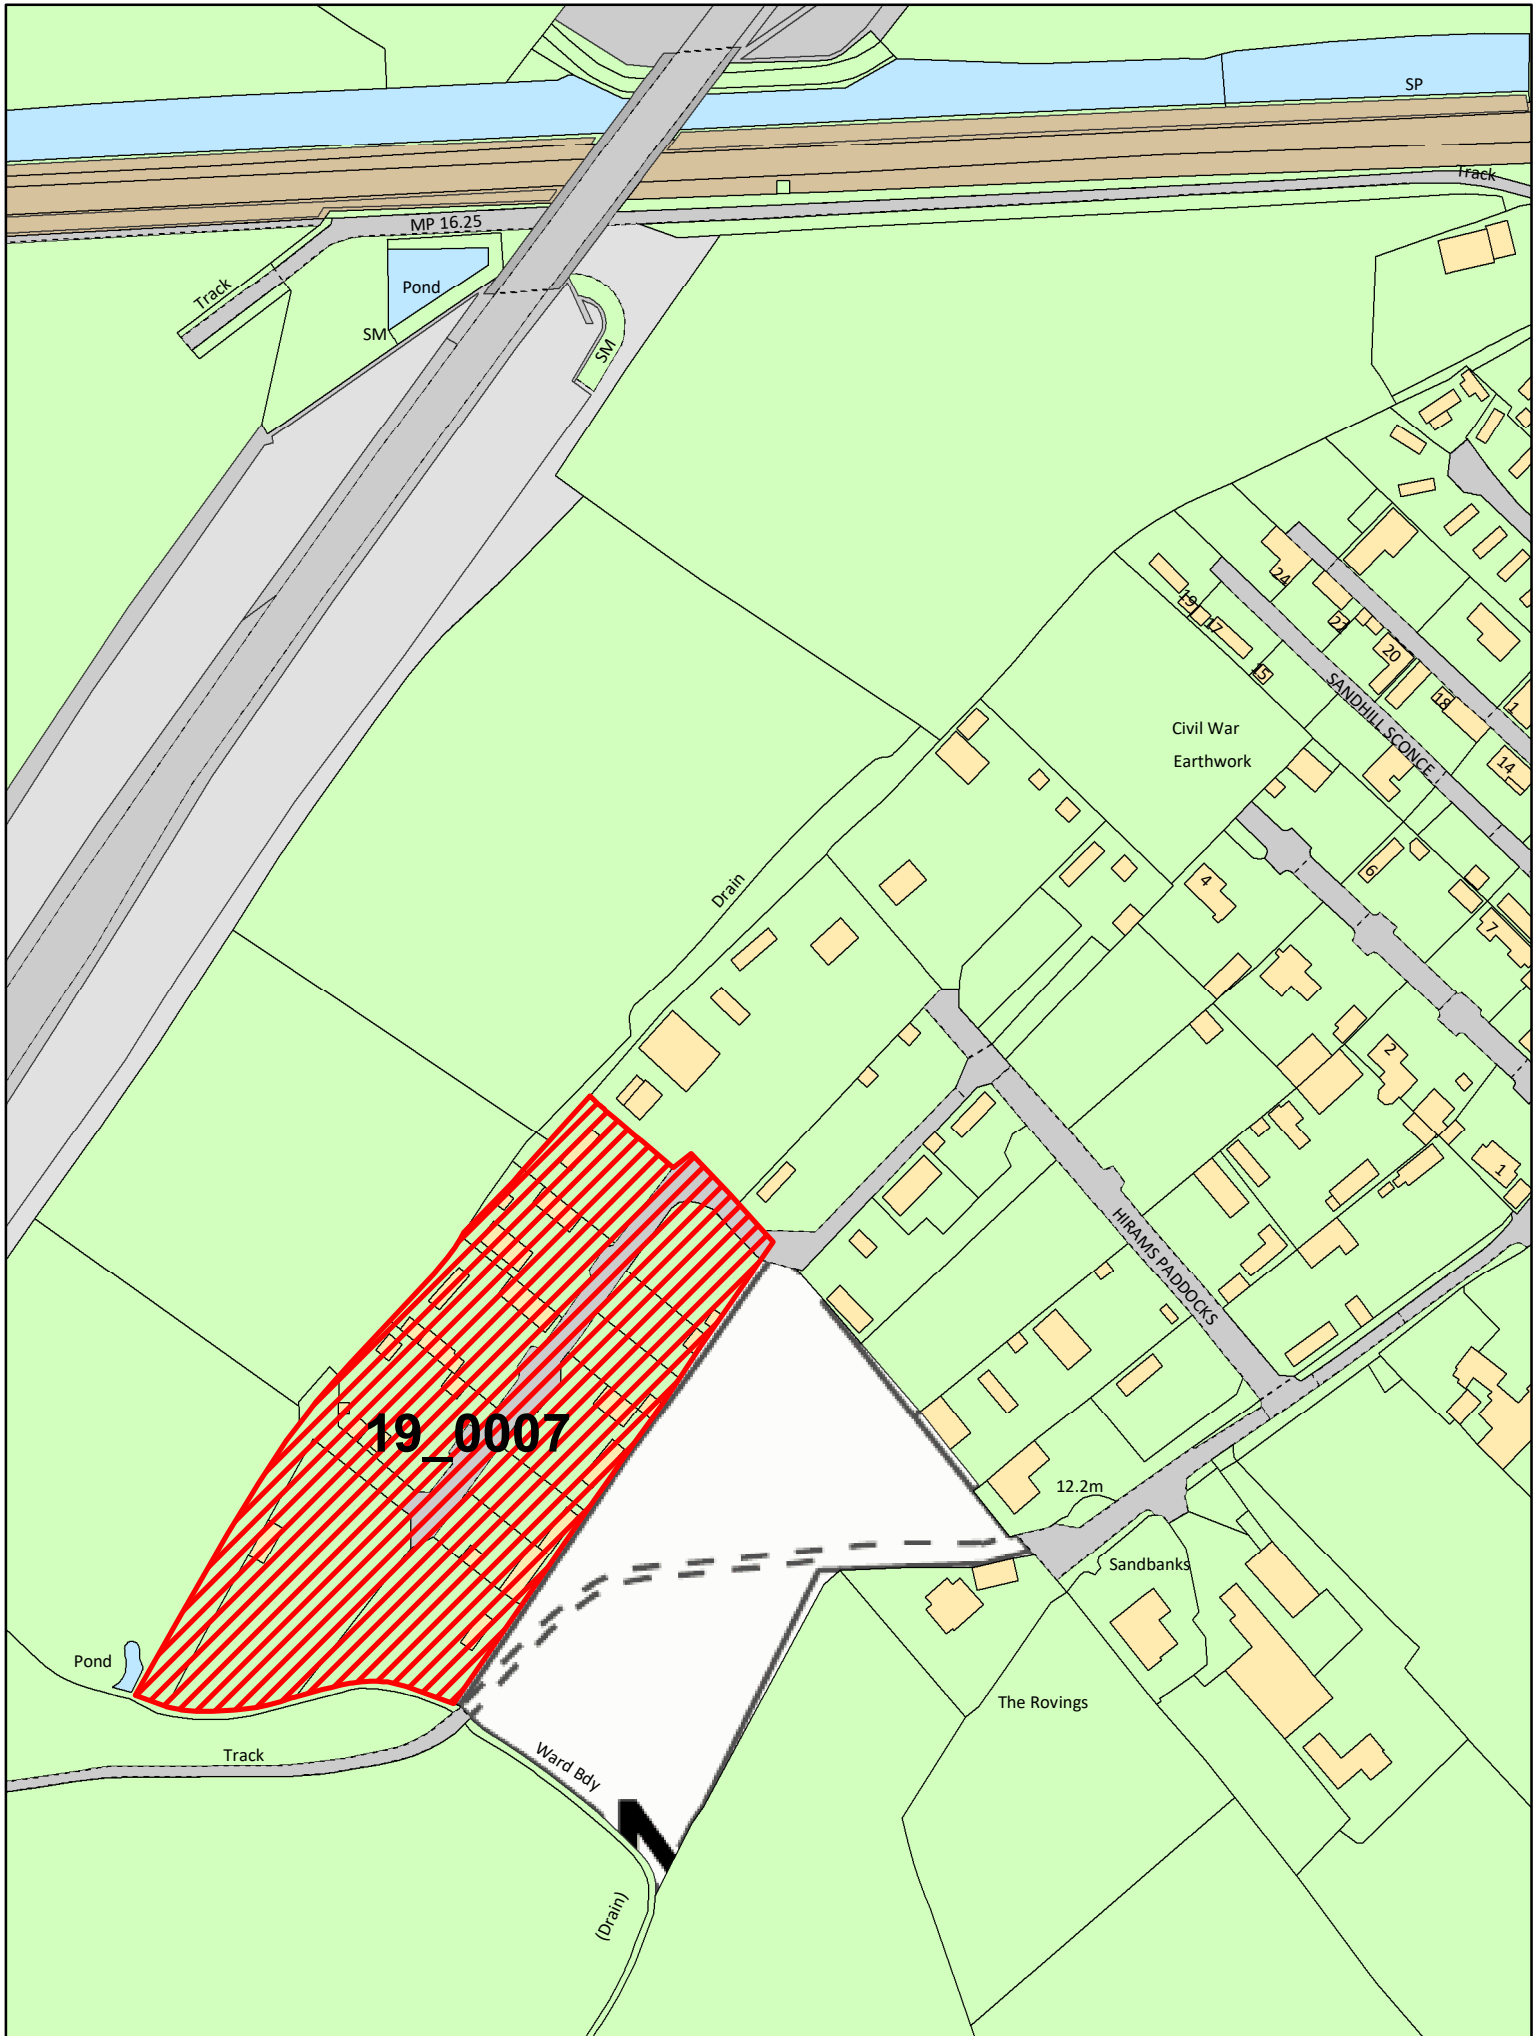 SP
Track
MP 16.25
Track
Pond
SM
SM
24
19
17
22
20
15
18
1
SANDHILL SCONCE
Civil War
Earthwork
14
6
4
7
Drain
2
1
HIRAMS PADDOCKS
19_0007
12.2m
Sandbanks
Pond
The Rovings
Track
Ward Bdy
(Drain)